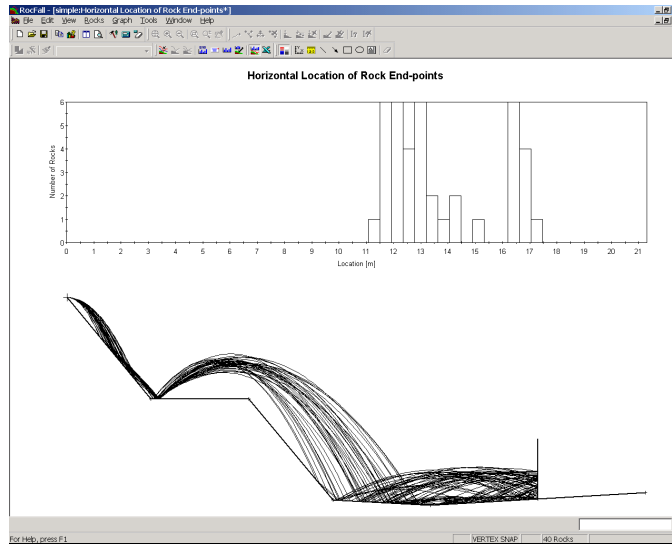 RocFall - [simple:Horizontal Location of Rock End-points*]
File Edit View Rocks Graph Tools Window Help
Horizontal Location of Rock End-points
Number of Rocks
6
5
4
3
2
1
0
0 1 2 3 4 5 6 7 8 9 10 11 12 13 14 15 16 17 18 19 20 21
Location [m]
For Help, press F1 VERTEX SNAP 40 Rocks